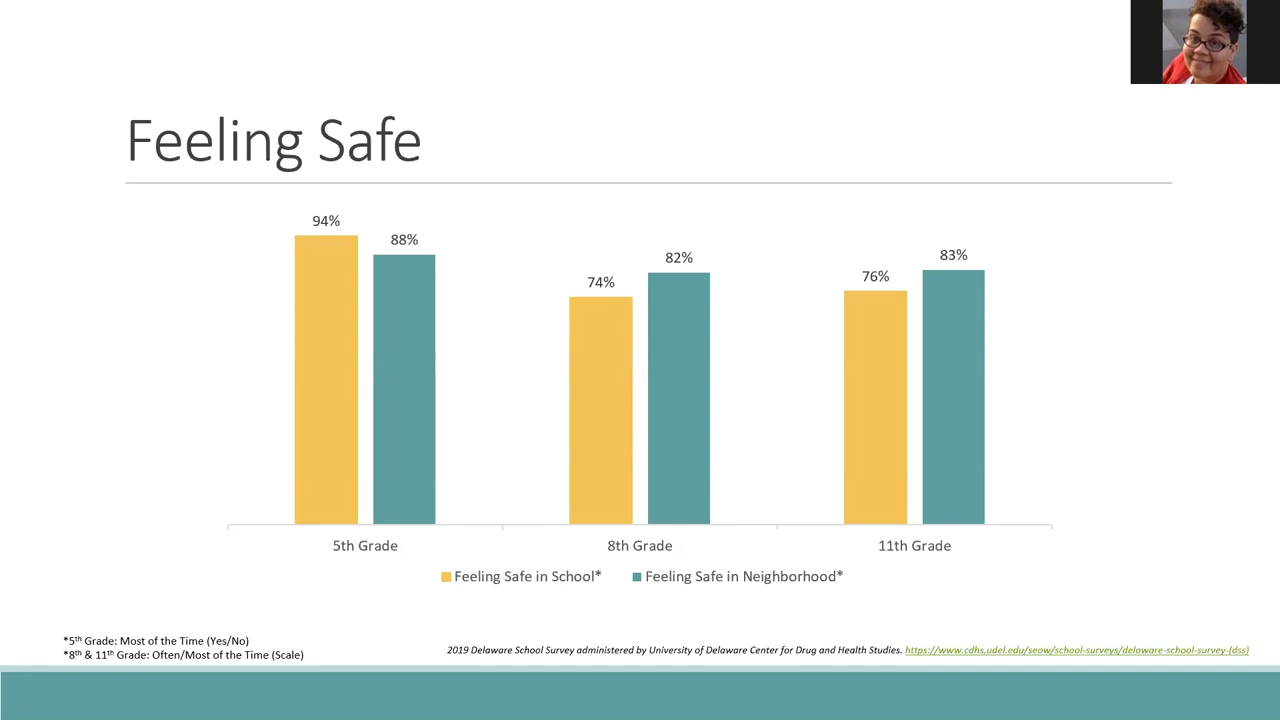 Feeling Safe
94%
88%
74%
82%
76%
83%
5th Grade
8th Grade
11th Grade
Feeling Safe in School*
Feeling Safe in Neighborhood*
*5th Grade: Most of the Time (Yes/No)
*8th & 11th Grade: Often/Most of the Time (Scale)
2019 Delaware School Survey administered by University of Delaware Center for Drug and Health Studies. https://www.cdhs.udel.edu/seow/school-surveys/delaware-school-survey-(dss)